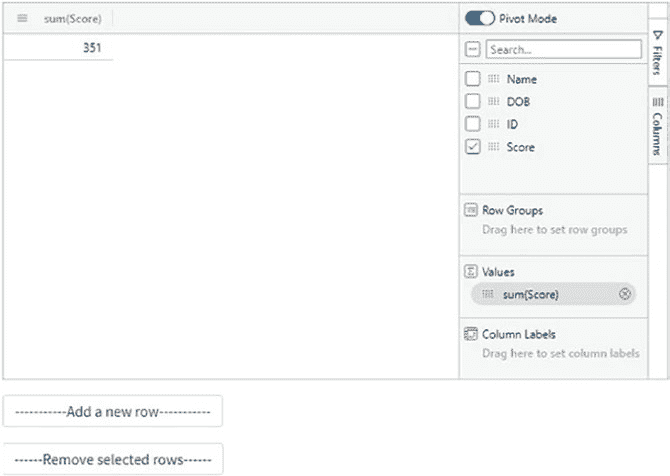 sum(Score)
351
Pivot Mode
Search...
Name
DOB
ID
Score
Row Groups
Drag here to set row groups
Values
sum(Score)
Column Labels
Drag here to set column labels
Filters
Columns
-----------Add a new row-----------
------Remove selected rows------